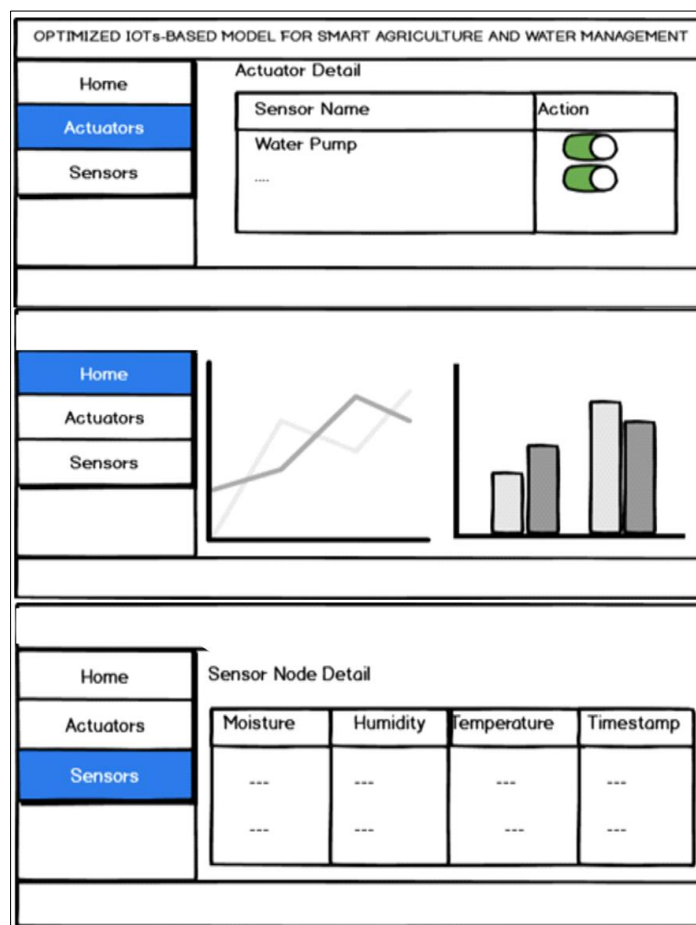 OPTIMIZED IOTs-BASED MODEL FOR SMART AGRICULTURE AND WATER MANAGEMENT
Home
Actuators
Sensors
Actuator Detail
Sensor Name Action
Water Pump
....
Home
Actuators
Sensors
Home
Actuators
Sensors
Sensor Node Detail
Moisture Humidity Temperature Timestamp
--- --- --- ---
--- --- --- ---